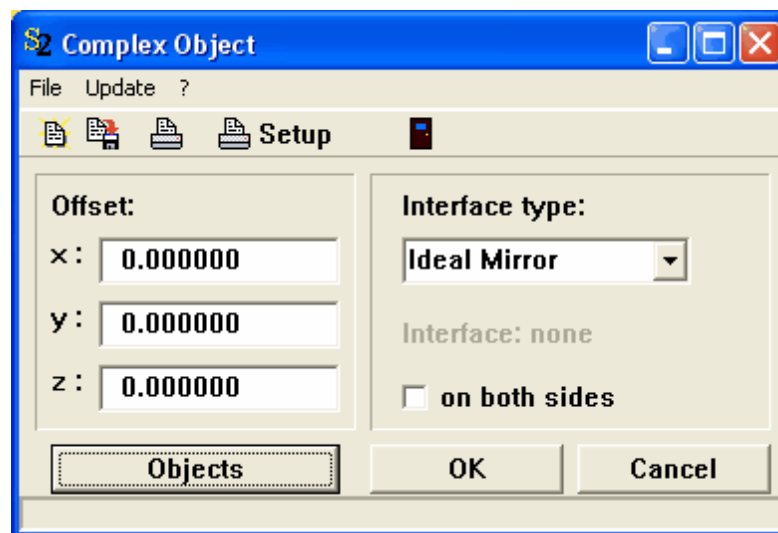 S2 Complex Object
File Update ?
Setup
Offset:
Interface type:
x: 0.000000
Ideal Mirror
y: 0.000000
Interface: none
z: 0.000000
on both sides
Objects OK Cancel